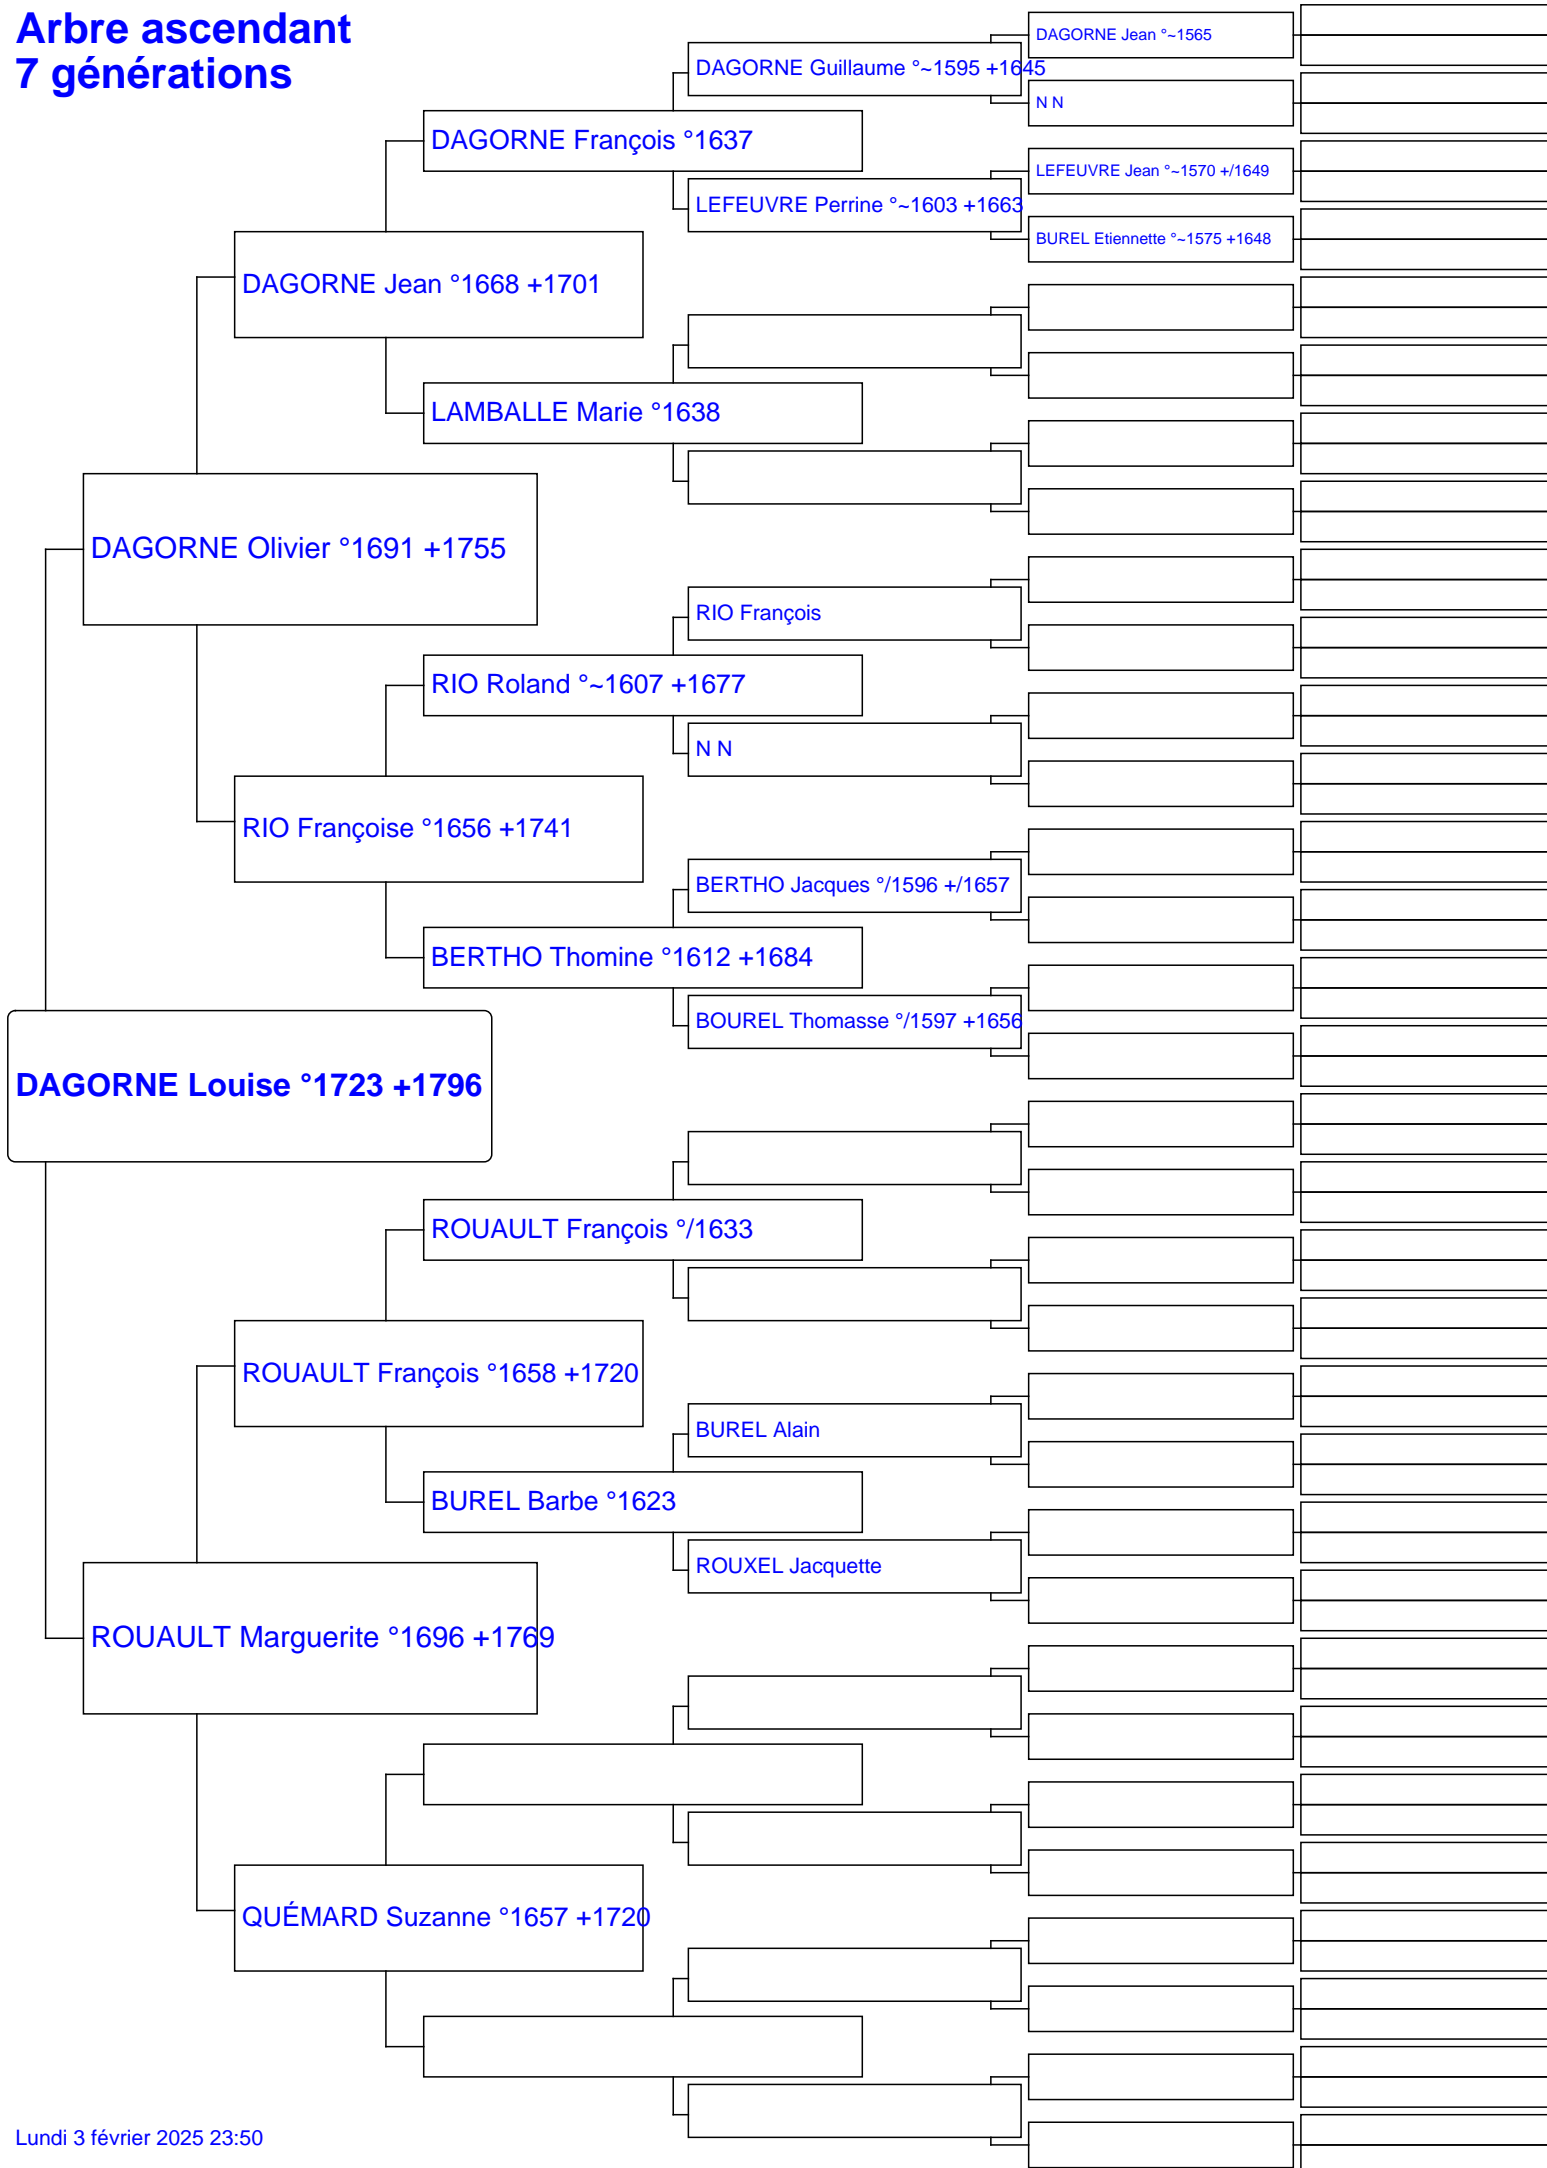 Arbre ascendant
7 générations
DAGORNE Jean °~1565
DAGORNE Guillaume °~1595 +1645
N N
DAGORNE François °1637
LEFEUVRE Jean °~1570 +/1649
LEFEUVRE Perrine °~1603 +1663
BUREL Etiennette °~1575 +1648
DAGORNE Jean °1668 +1701
LAMBALLE Marie °1638
DAGORNE Olivier °1691 +1755
RIO François
RIO Roland °~1607 +1677
N N
RIO Françoise °1656 +1741
BERTHO Jacques °/1596 +/1657
BERTHO Thomine °1612 +1684
BOUREL Thomasse °/1597 +1656
DAGORNE Louise °1723 +1796
ROUAULT François °/1633
ROUAULT François °1658 +1720
BUREL Alain
BUREL Barbe °1623
ROUXEL Jacquette
ROUAULT Marguerite °1696 +1769
QUÉMARD Suzanne °1657 +1720
Lundi 3 février 2025 23:50